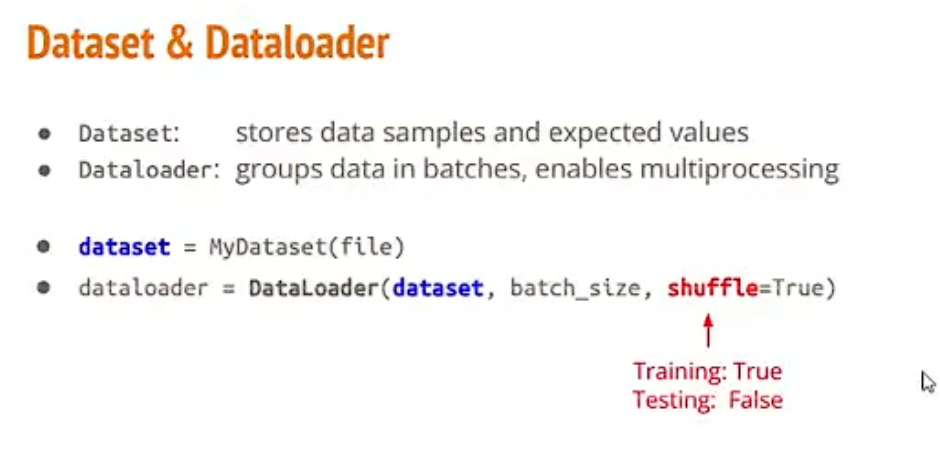 Dataset & Dataloader
● Dataset: stores data samples and expected values
● Dataloader: groups data in batches, enables multiprocessing
● dataset = MyDataset(file)
● dataloader = DataLoader(dataset, batch_size, shuffle=True)
Training: True
Testing: False